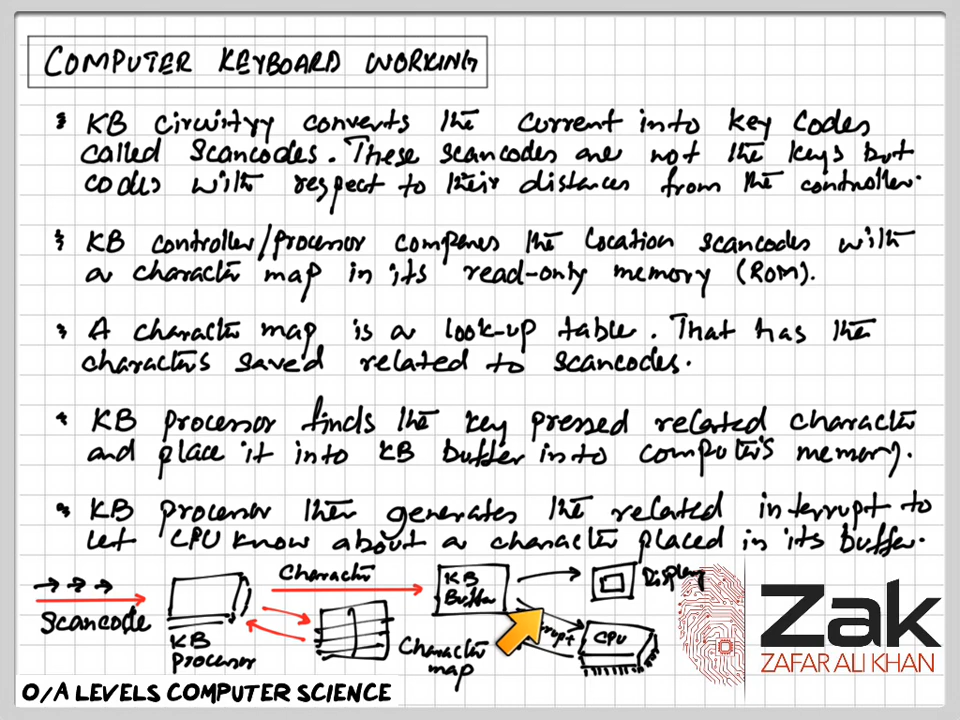 COMPUTER KEYBOARD WORKING
* KB circuitry converts the current into key codes
called scancodes. These scancodes are not the keys but
codes with respect to their distances from the controller.
* KB controller/processor compares the location scancodes with
a character map in its read-only memory (ROM).
* A character map is a look-up table. That has the
characters saved related to scancodes.
* KB processor finds the key pressed related character
and place it into KB buffer into computer's memory.
* KB processor then generates the related interrupt to
let CPU know about a character placed in its buffer.
Scancode
KB
Processor
Character
Character
map
KB
Buffer
Display
CPU
Zak
ZAFAR ALI KHAN
O/A LEVELS COMPUTER SCIENCE